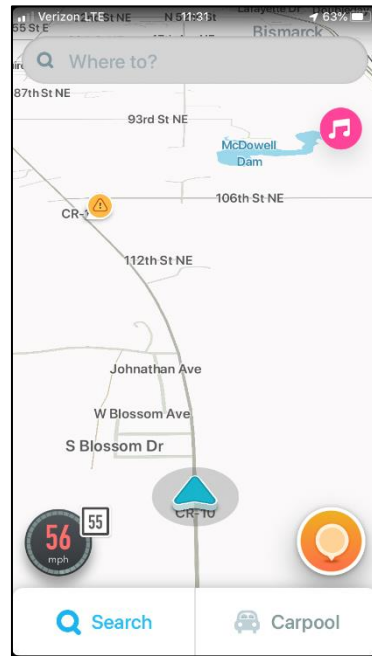 Verizon LTE
11:31
63%
Bismarck
Where to?
87th St NE
93rd St NE
McDowell
Dam
106th St NE
112th St NE
Johnathan Ave
W Blossom Ave
S Blossom Dr
CR-10
56
mph
55
Search
Carpool